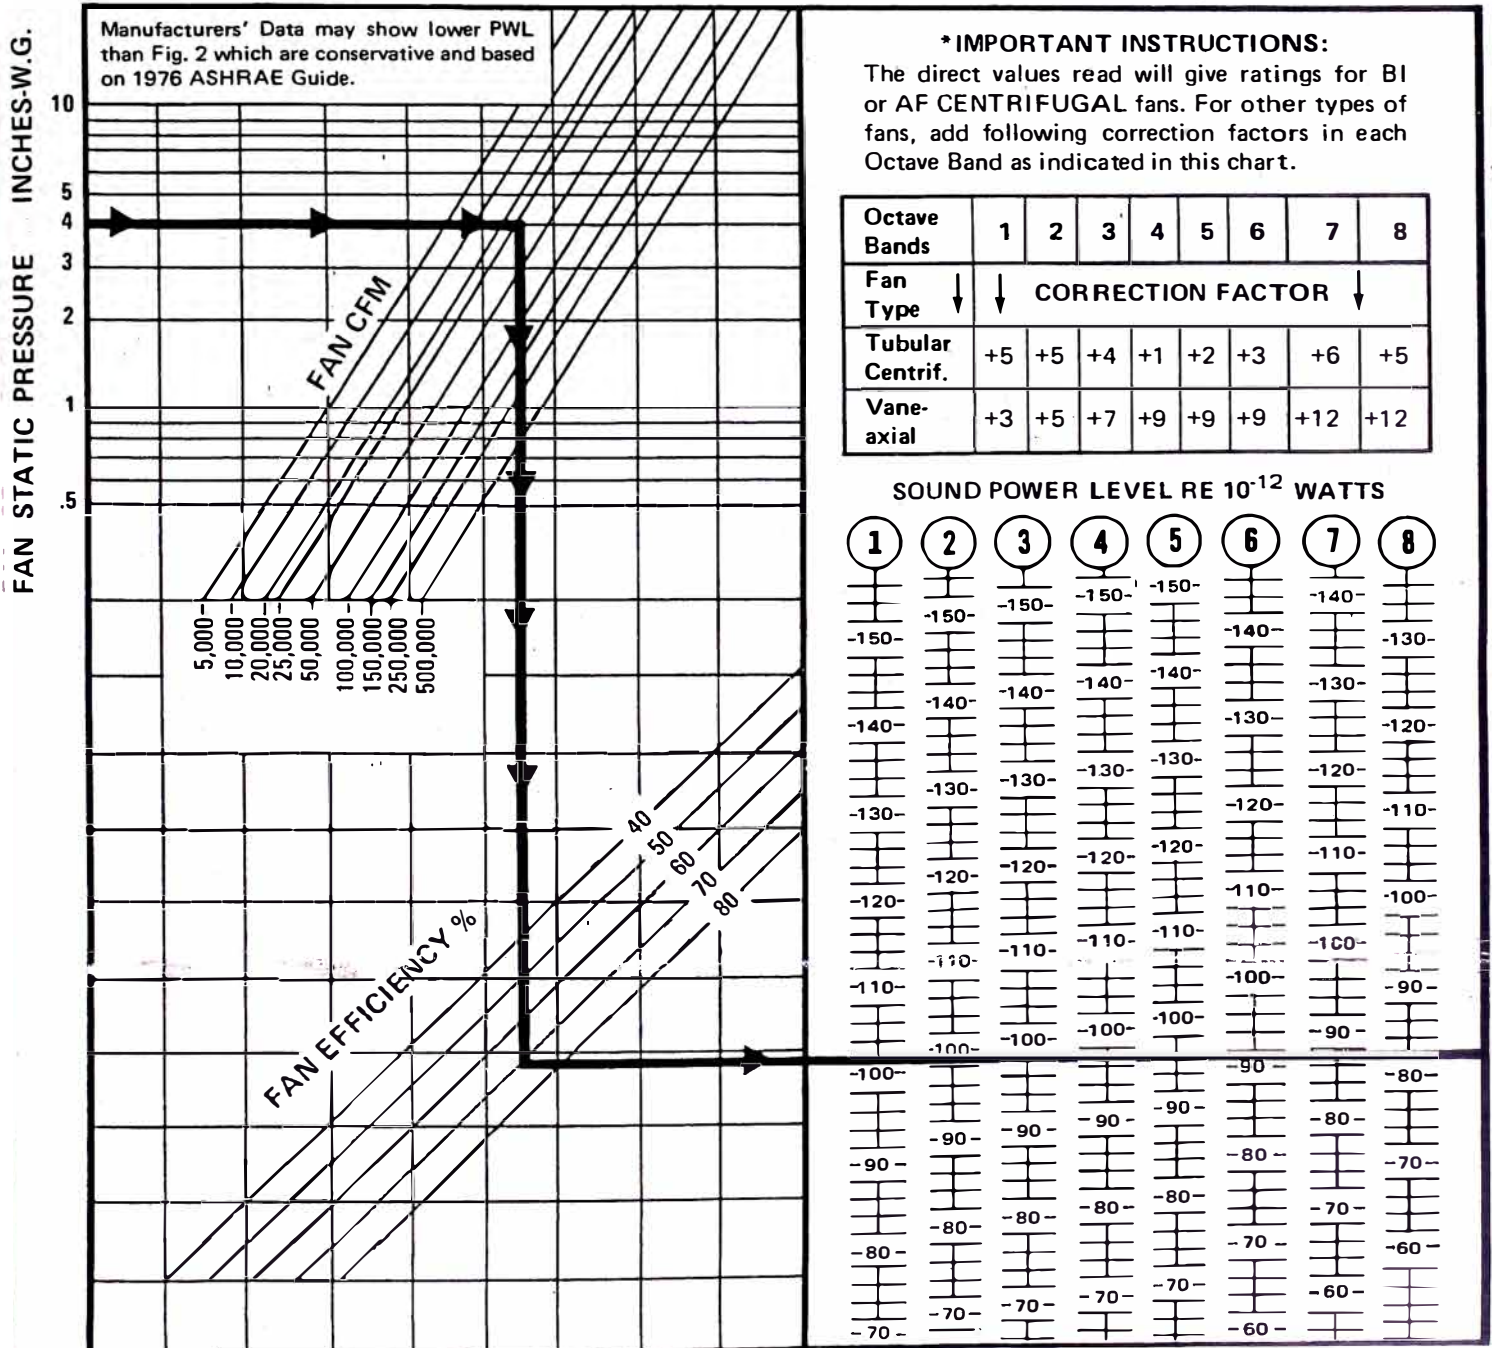 Manufacturers' Data may show lower PWL
than Fig. 2 which are conservative and based
on 1976 ASHRAE Guide.
FAN STATIC PRESSURE INCHES-W.G.
10
5
4
3
2
1
.5
FAN CFM
5,000-
10,000-
20,000-
25,000-
50,000-
100,000-
150,000-
250,000-
500,000-
40
50
60
70
80
FAN EFFICIENCY %
*IMPORTANT INSTRUCTIONS:
The direct values read will give ratings for BI
or AF CENTRIFUGAL fans. For other types of
fans, add following correction factors in each
Octave Band as indicated in this chart.
Octave Bands 1 2 3 4 5 6 7 8
Fan Type ↓ ↓ CORRECTION FACTOR ↓
Tubular Centrif. +5 +5 +4 +1 +2 +3 +6 +5
Vane-axial +3 +5 +7 +9 +9 +9 +12 +12
SOUND POWER LEVEL RE 10⁻¹² WATTS
1 2 3 4 5 6 7 8
-150- -150- -150- -150- -150- -140- -140- -130-
-140- -140- -140- -140- -140- -130- -130- -120-
-130- -130- -130- -130- -130- -120- -120- -110-
-120- -120- -120- -120- -120- -110- -110- -100-
-110- -110- -110- -110- -110- -100- -100- -90-
-100- -100- -100- -100- -100- -90- -90- -80-
-90- -90- -90- -90- -90- -80- -80- -70-
-80- -80- -80- -80- -80- -70- -70- -60-
-70- -70- -70- -70- -70- -60- -60-